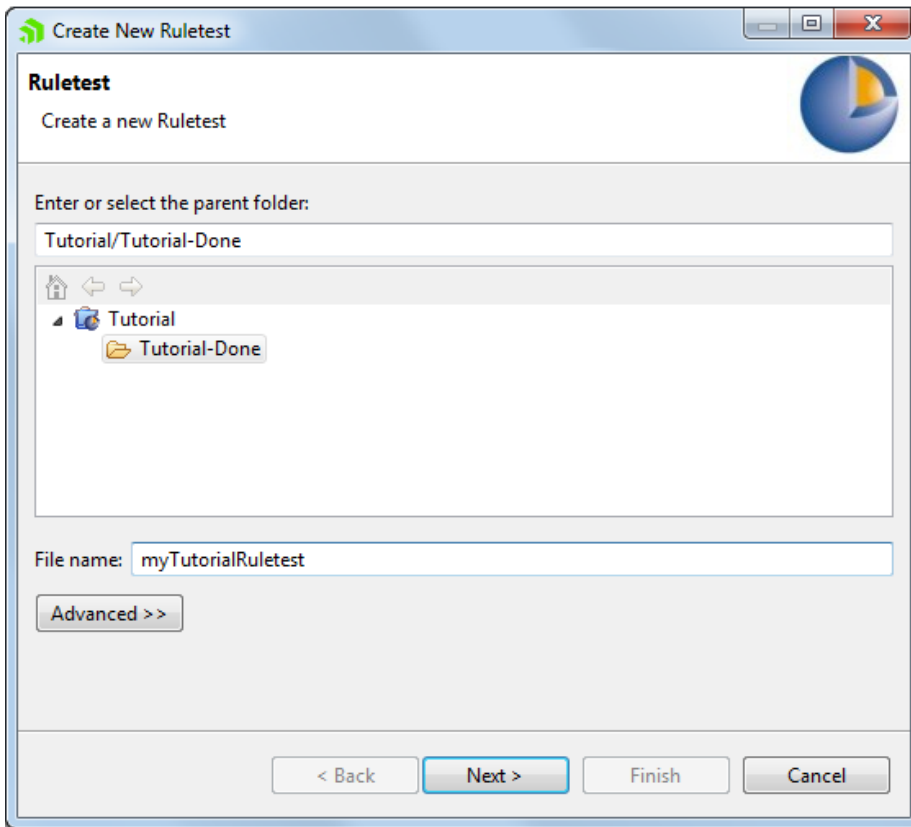 Create New Ruletest
Ruletest
Create a new Ruletest
Enter or select the parent folder:
Tutorial/Tutorial-Done
Tutorial
Tutorial-Done
File name: myTutorialRuletest
Advanced >>
< Back Next > Finish Cancel